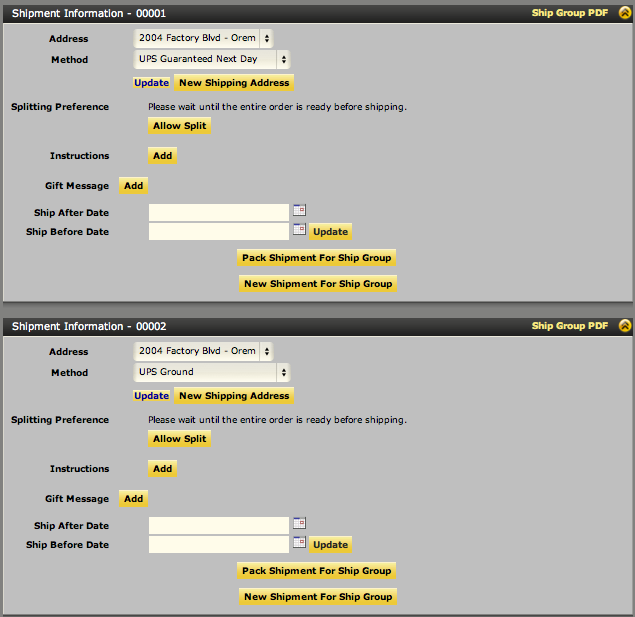 Shipment Information - 00001 Ship Group PDF
Address 2004 Factory Blvd - Orem
Method UPS Guaranteed Next Day
Update New Shipping Address
Splitting Preference Please wait until the entire order is ready before shipping.
Allow Split
Instructions Add
Gift Message Add
Ship After Date
Ship Before Date Update
Pack Shipment For Ship Group
New Shipment For Ship Group
Shipment Information - 00002 Ship Group PDF
Address 2004 Factory Blvd - Orem
Method UPS Ground
Update New Shipping Address
Splitting Preference Please wait until the entire order is ready before shipping.
Allow Split
Instructions Add
Gift Message Add
Ship After Date
Ship Before Date Update
Pack Shipment For Ship Group
New Shipment For Ship Group